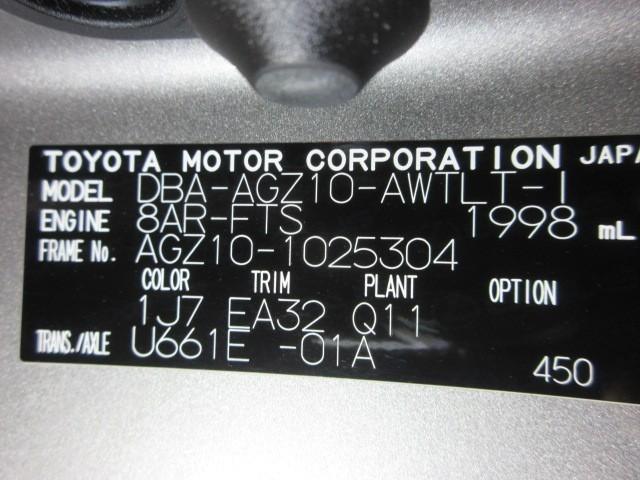 TOYOTA MOTOR CORPORATION JAPA
MODEL DBA-AGZ10-AWTLT-I
ENGINE 8AR-FTS 1998 mL
FRAME No. AGZ10-1025304
COLOR TRIM PLANT OPTION
1J7 EA32 Q11
TRANS./AXLE U661E -01A
450